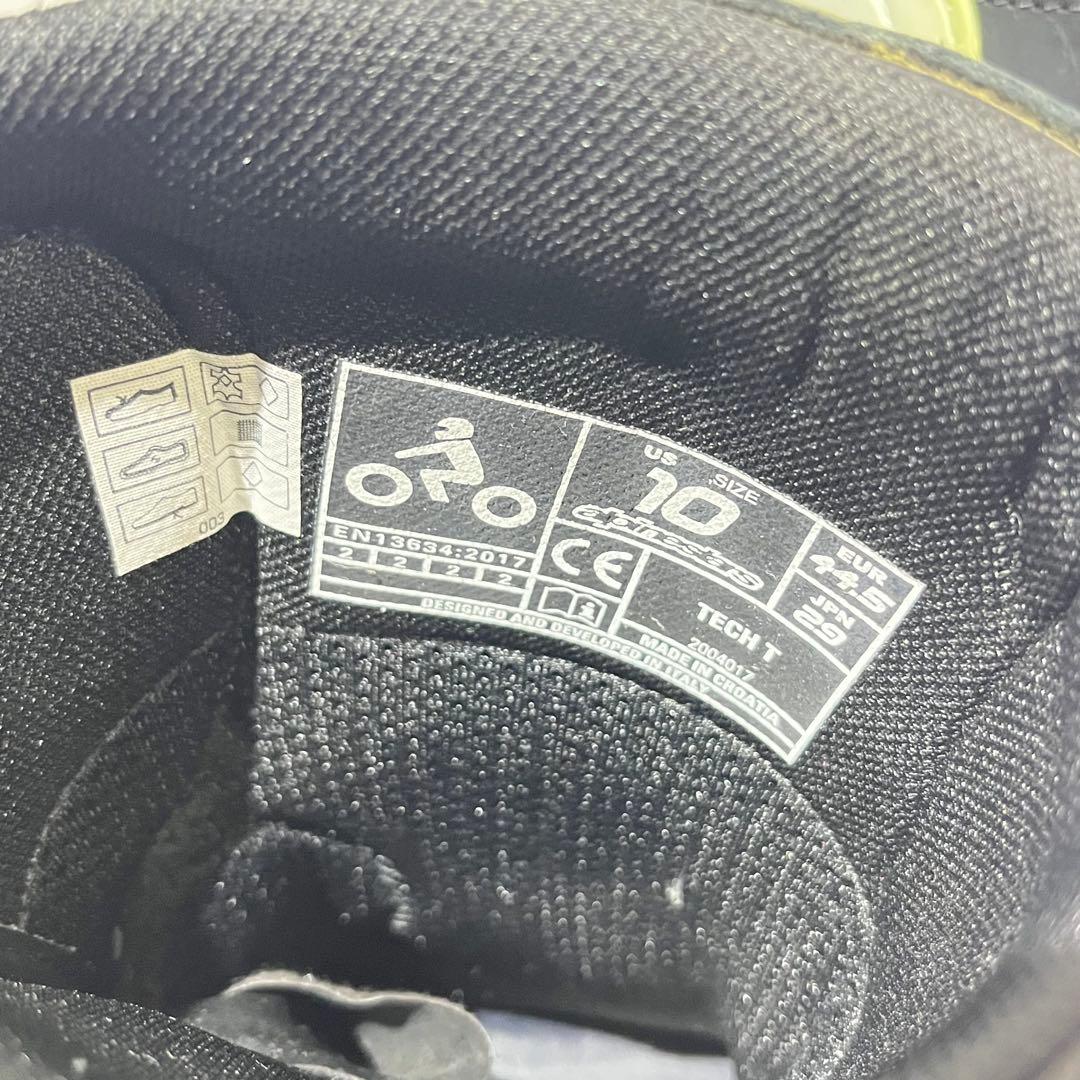 003
EN13634:2017
2 2 2 2
US SIZE
10
alpinestars
CE
EUR
44,5
JPN
29
TECH T
2004017
MADE IN CROATIA
DESIGNED AND DEVELOPED IN ITALY